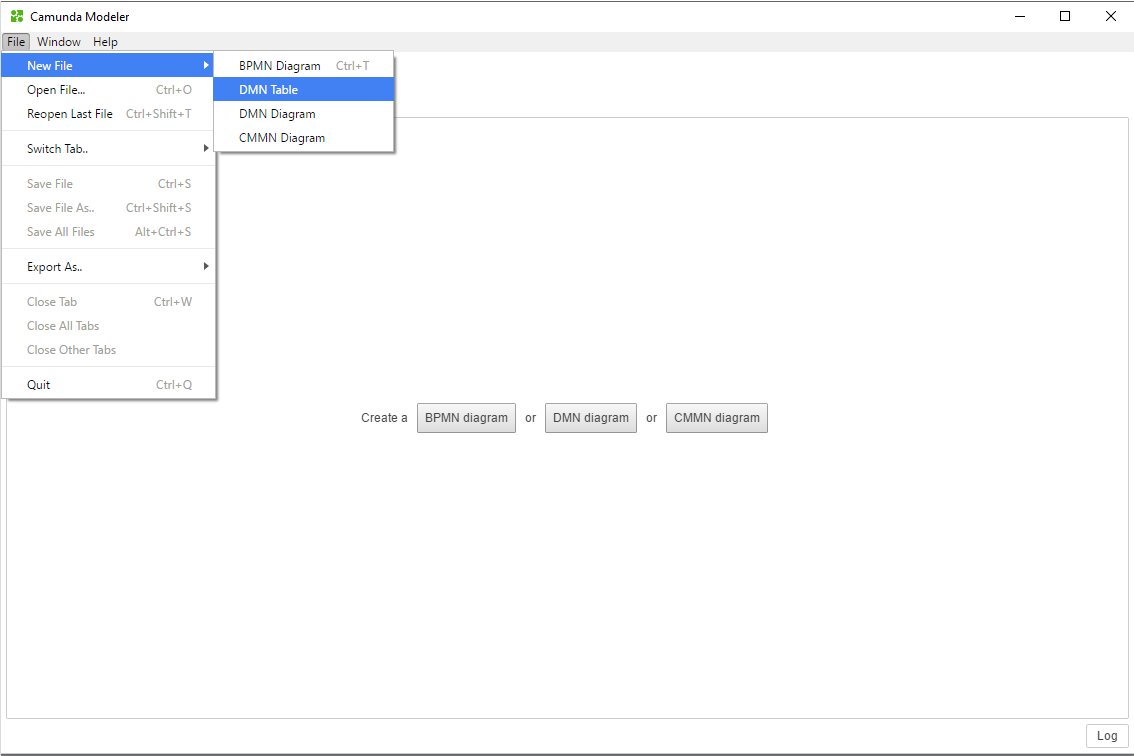 Camunda Modeler
File Window Help
New File
Open File... Ctrl+O
Reopen Last File Ctrl+Shift+T
Switch Tab..
Save File Ctrl+S
Save File As.. Ctrl+Shift+S
Save All Files Alt+Ctrl+S
Export As..
Close Tab Ctrl+W
Close All Tabs
Close Other Tabs
Quit Ctrl+Q
BPMN Diagram Ctrl+T
DMN Table
DMN Diagram
CMMN Diagram
Create a BPMN diagram or DMN diagram or CMMN diagram
Log